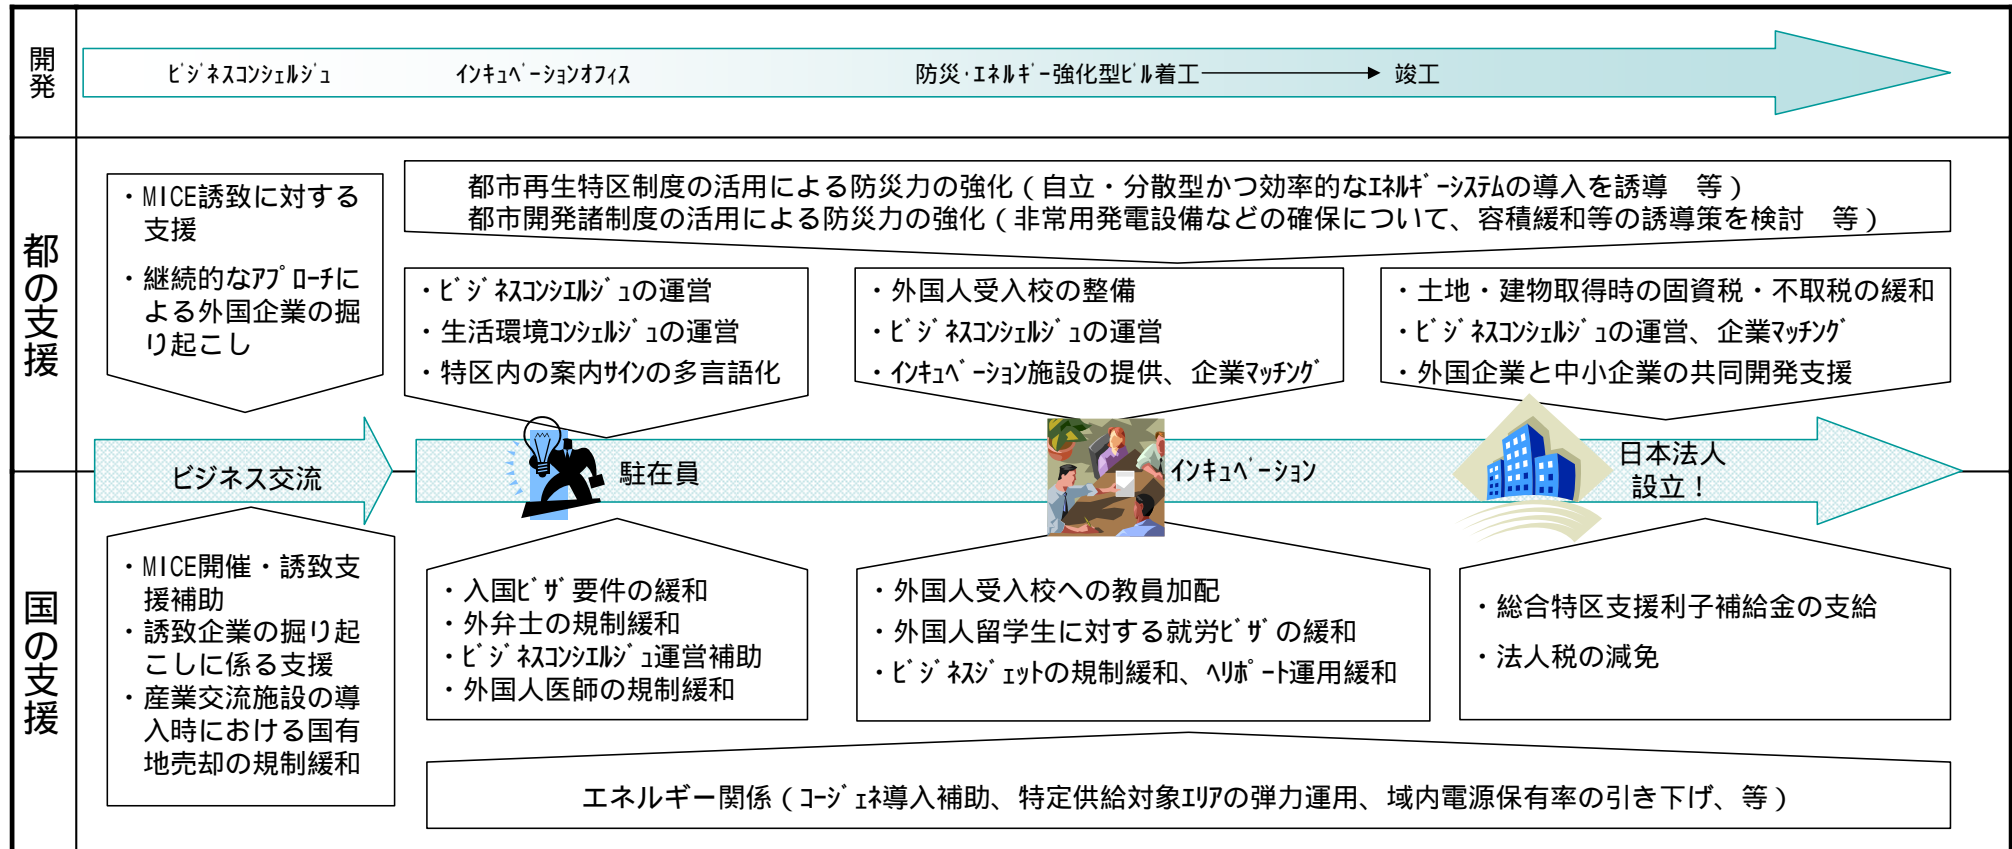 開発
ﾋﾞｼﾞﾈｽｺﾝｼｪﾙｼﾞｭ
ｲﾝｷｭﾍﾞｰｼｮﾝｵﾌｨｽ
防災･ｴﾈﾙｷﾞｰ強化型ﾋﾞﾙ着工
竣工
都の支援
・MICE誘致に対する
支援
・継続的なｱﾌﾟﾛｰﾁに
よる外国企業の掘
り起こし
都市再生特区制度の活用による防災力の強化（自立・分散型かつ効率的なｴﾈﾙｷﾞｰｼｽﾃﾑの導入を誘導　等）
都市開発諸制度の活用による防災力の強化（非常用発電設備などの確保について、容積緩和等の誘導策を検討　等）
・ﾋﾞｼﾞﾈｽｺﾝｼｴﾙｼﾞｭの運営
・生活環境ｺﾝｼｪﾙｼﾞｭの運営
・特区内の案内ｻｲﾝの多言語化
・外国人受入校の整備
・ﾋﾞｼﾞﾈｽｺﾝｼｪﾙｼﾞｭの運営
・ｲﾝｷｭﾍﾞｰｼｮﾝ施設の提供、企業ﾏｯﾁﾝｸﾞ
・土地・建物取得時の固資税・不取税の緩和
・ﾋﾞｼﾞﾈｽｺﾝｼｪﾙｼﾞｭの運営、企業ﾏｯﾁﾝｸﾞ
・外国企業と中小企業の共同開発支援
ビジネス交流
駐在員
ｲﾝｷｭﾍﾞｰｼｮﾝ
日本法人
設立！
国の支援
・MICE開催・誘致支
援補助
・誘致企業の掘り起
こしに係る支援
・産業交流施設の導
入時における国有
地売却の規制緩和
・入国ﾋﾞｻﾞ要件の緩和
・外弁士の規制緩和
・ﾋﾞｼﾞﾈｽｺﾝｼｴﾙｼﾞｭ運営補助
・外国人医師の規制緩和
・外国人受入校への教員加配
・外国人留学生に対する就労ﾋﾞｻﾞの緩和
・ﾋﾞｼﾞﾈｽｼﾞｪｯﾄの規制緩和、ﾍﾘﾎﾟｰﾄ運用緩和
・総合特区支援利子補給金の支給
・法人税の減免
エネルギー関係（ｺｰｼﾞｪﾈ導入補助、特定供給対象ｴﾘｱの弾力運用、域内電源保有率の引き下げ、等）